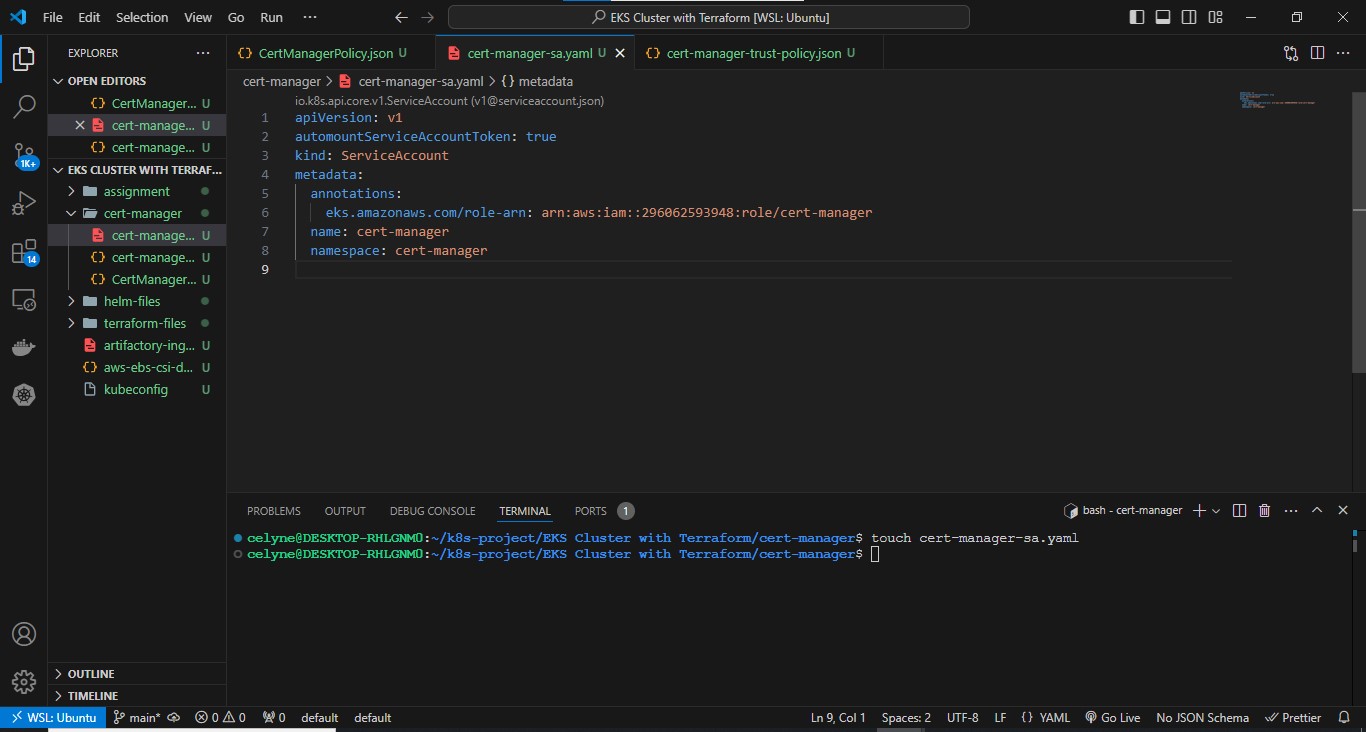 File Edit Selection View Go Run ···
EKS Cluster with Terraform [WSL: Ubuntu]
EXPLORER ···
CertManagerPolicy.json U
cert-manager-sa.yaml U
cert-manager-trust-policy.json U
OPEN EDITORS
CertManager... U
cert-manage... U
cert-manage... U
EKS CLUSTER WITH TERRAF...
assignment
cert-manager
cert-manage... U
cert-manage... U
CertManager... U
helm-files
terraform-files
artifactory-ing... U
aws-ebs-csi-d... U
kubeconfig U
OUTLINE
TIMELINE
1K+
14
cert-manager > cert-manager-sa.yaml > {} metadata
io.k8s.api.core.v1.ServiceAccount (v1@serviceaccount.json)
1 apiVersion: v1
2 automountServiceAccountToken: true
3 kind: ServiceAccount
4 metadata:
5 annotations:
6 eks.amazonaws.com/role-arn: arn:aws:iam::296062593948:role/cert-manager
7 name: cert-manager
8 namespace: cert-manager
9
PROBLEMS OUTPUT DEBUG CONSOLE TERMINAL PORTS 1
bash - cert-manager
celyne@DESKTOP-RHLGNM0:~/k8s-project/EKS Cluster with Terraform/cert-manager$ touch cert-manager-sa.yaml
celyne@DESKTOP-RHLGNM0:~/k8s-project/EKS Cluster with Terraform/cert-manager$
WSL: Ubuntu main* 0 0 0 default default
Ln 9, Col 1 Spaces: 2 UTF-8 LF {} YAML Go Live No JSON Schema Prettier